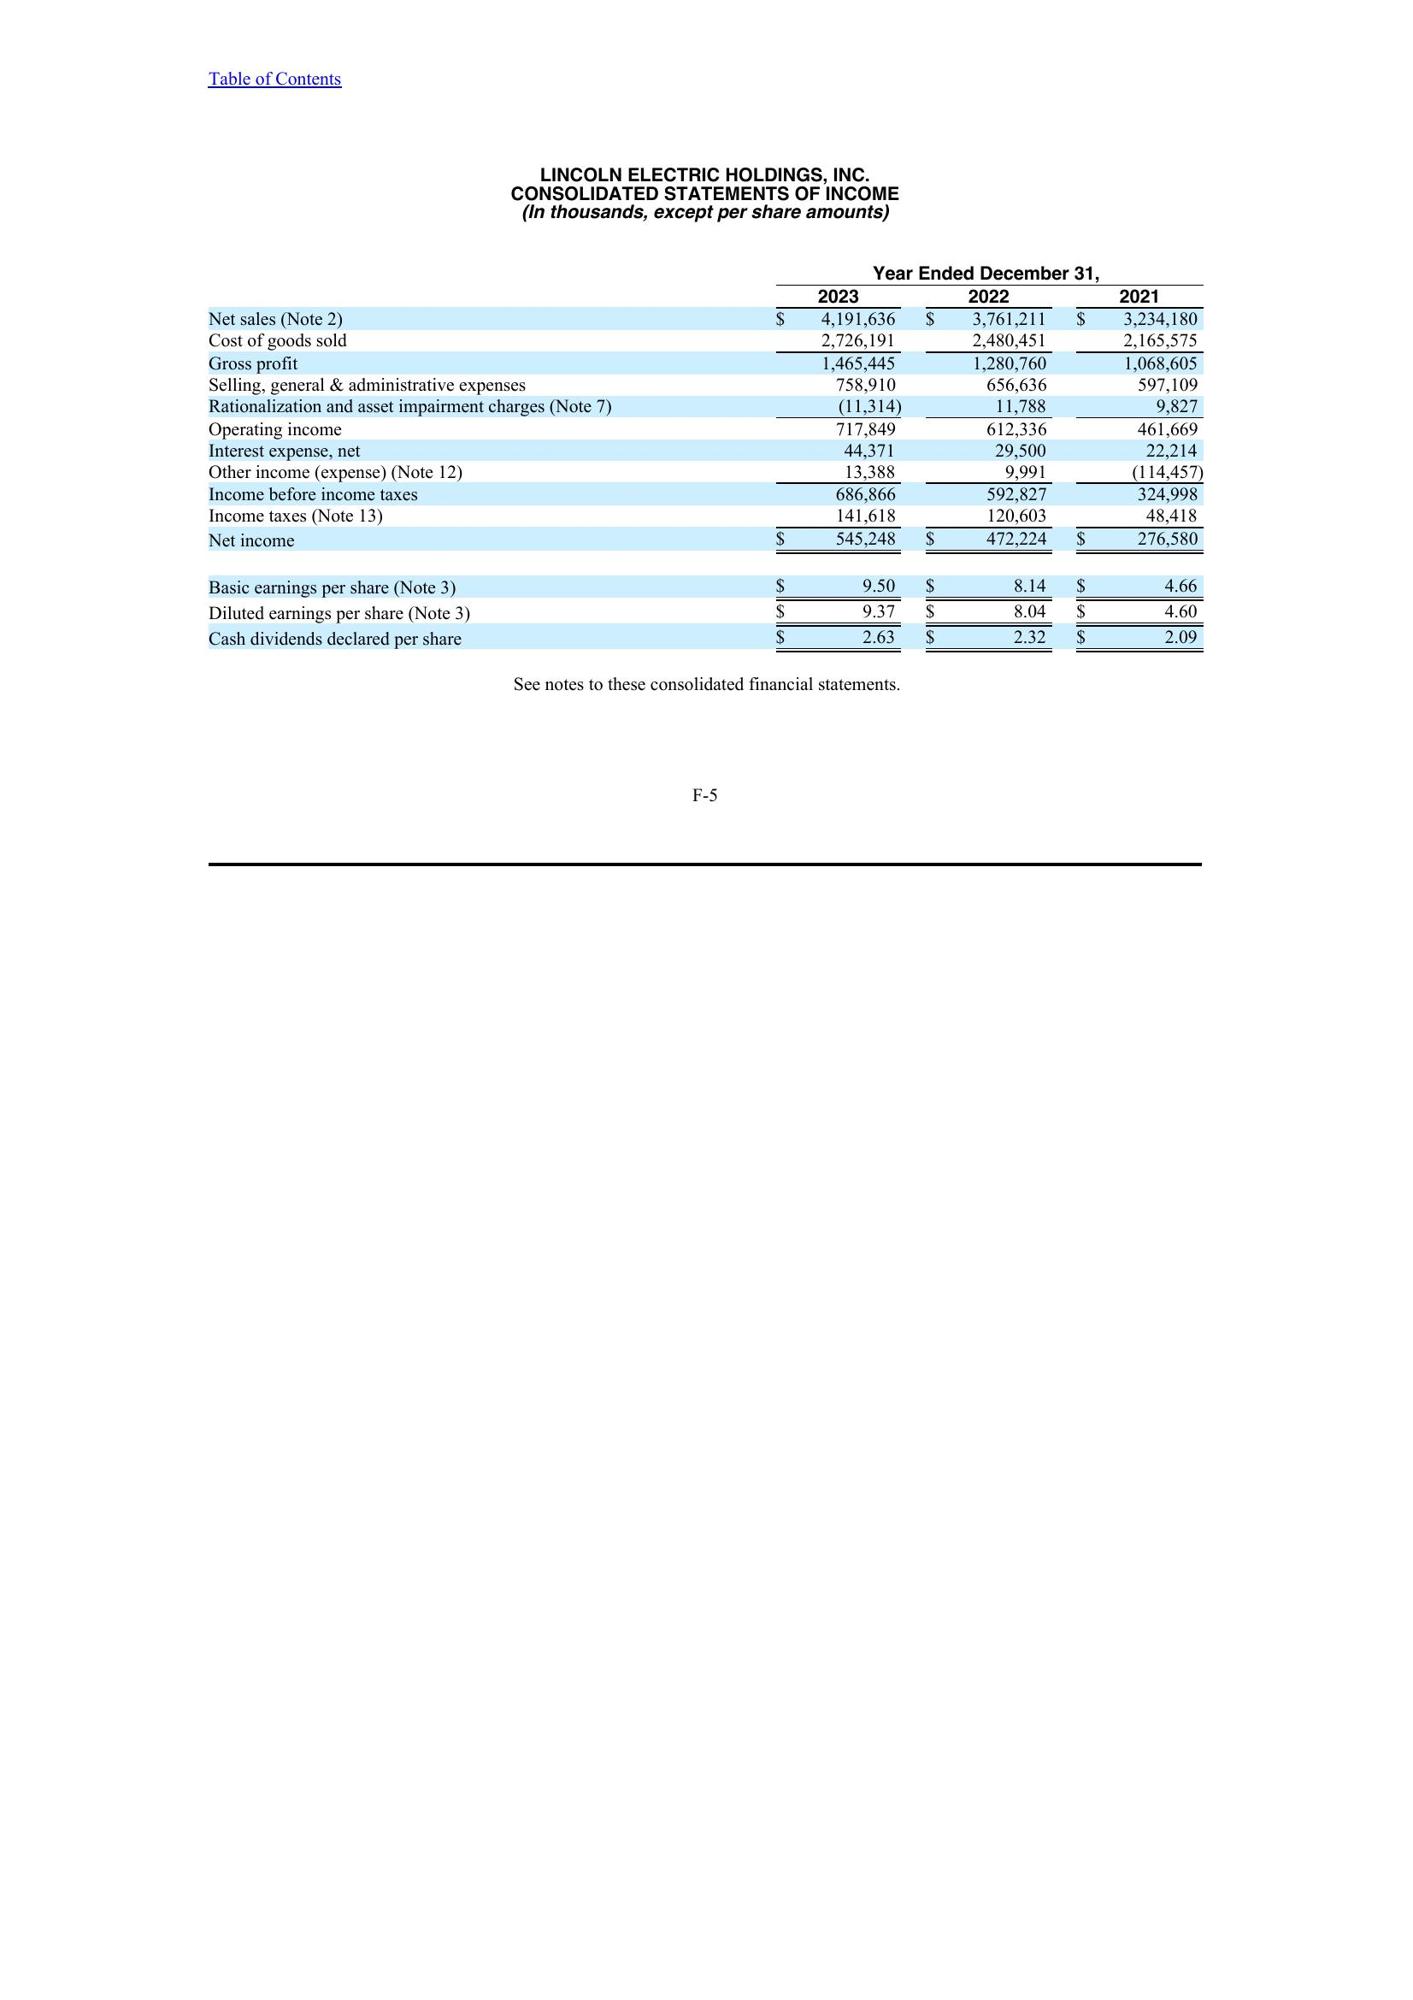 Table of Contents
LINCOLN ELECTRIC HOLDINGS, INC.
CONSOLIDATED STATEMENTS OF INCOME
(In thousands, except per share amounts)
Year Ended December 31,
2023 2022 2021
Net sales (Note 2) $ 4,191,636 $ 3,761,211 $ 3,234,180
Cost of goods sold 2,726,191 2,480,451 2,165,575
Gross profit 1,465,445 1,280,760 1,068,605
Selling, general & administrative expenses 758,910 656,636 597,109
Rationalization and asset impairment charges (Note 7) (11,314) 11,788 9,827
Operating income 717,849 612,336 461,669
Interest expense, net 44,371 29,500 22,214
Other income (expense) (Note 12) 13,388 9,991 (114,457)
Income before income taxes 686,866 592,827 324,998
Income taxes (Note 13) 141,618 120,603 48,418
Net income $ 545,248 $ 472,224 $ 276,580
Basic earnings per share (Note 3) $ 9.50 $ 8.14 $ 4.66
Diluted earnings per share (Note 3) $ 9.37 $ 8.04 $ 4.60
Cash dividends declared per share $ 2.63 $ 2.32 $ 2.09
See notes to these consolidated financial statements.
F-5